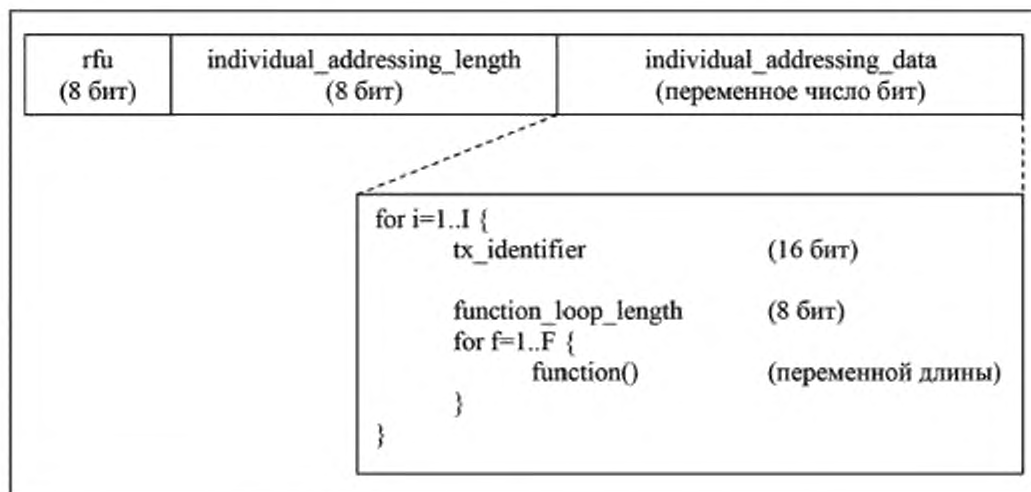 rfu individual_addressing_length individual_addressing_data
(8 бит) (8 бит) (переменное число бит)
for i=1..I {
tx_identifier (16 бит)
function_loop_length (8 бит)
for f=1..F {
function() (переменной длины)
}
}